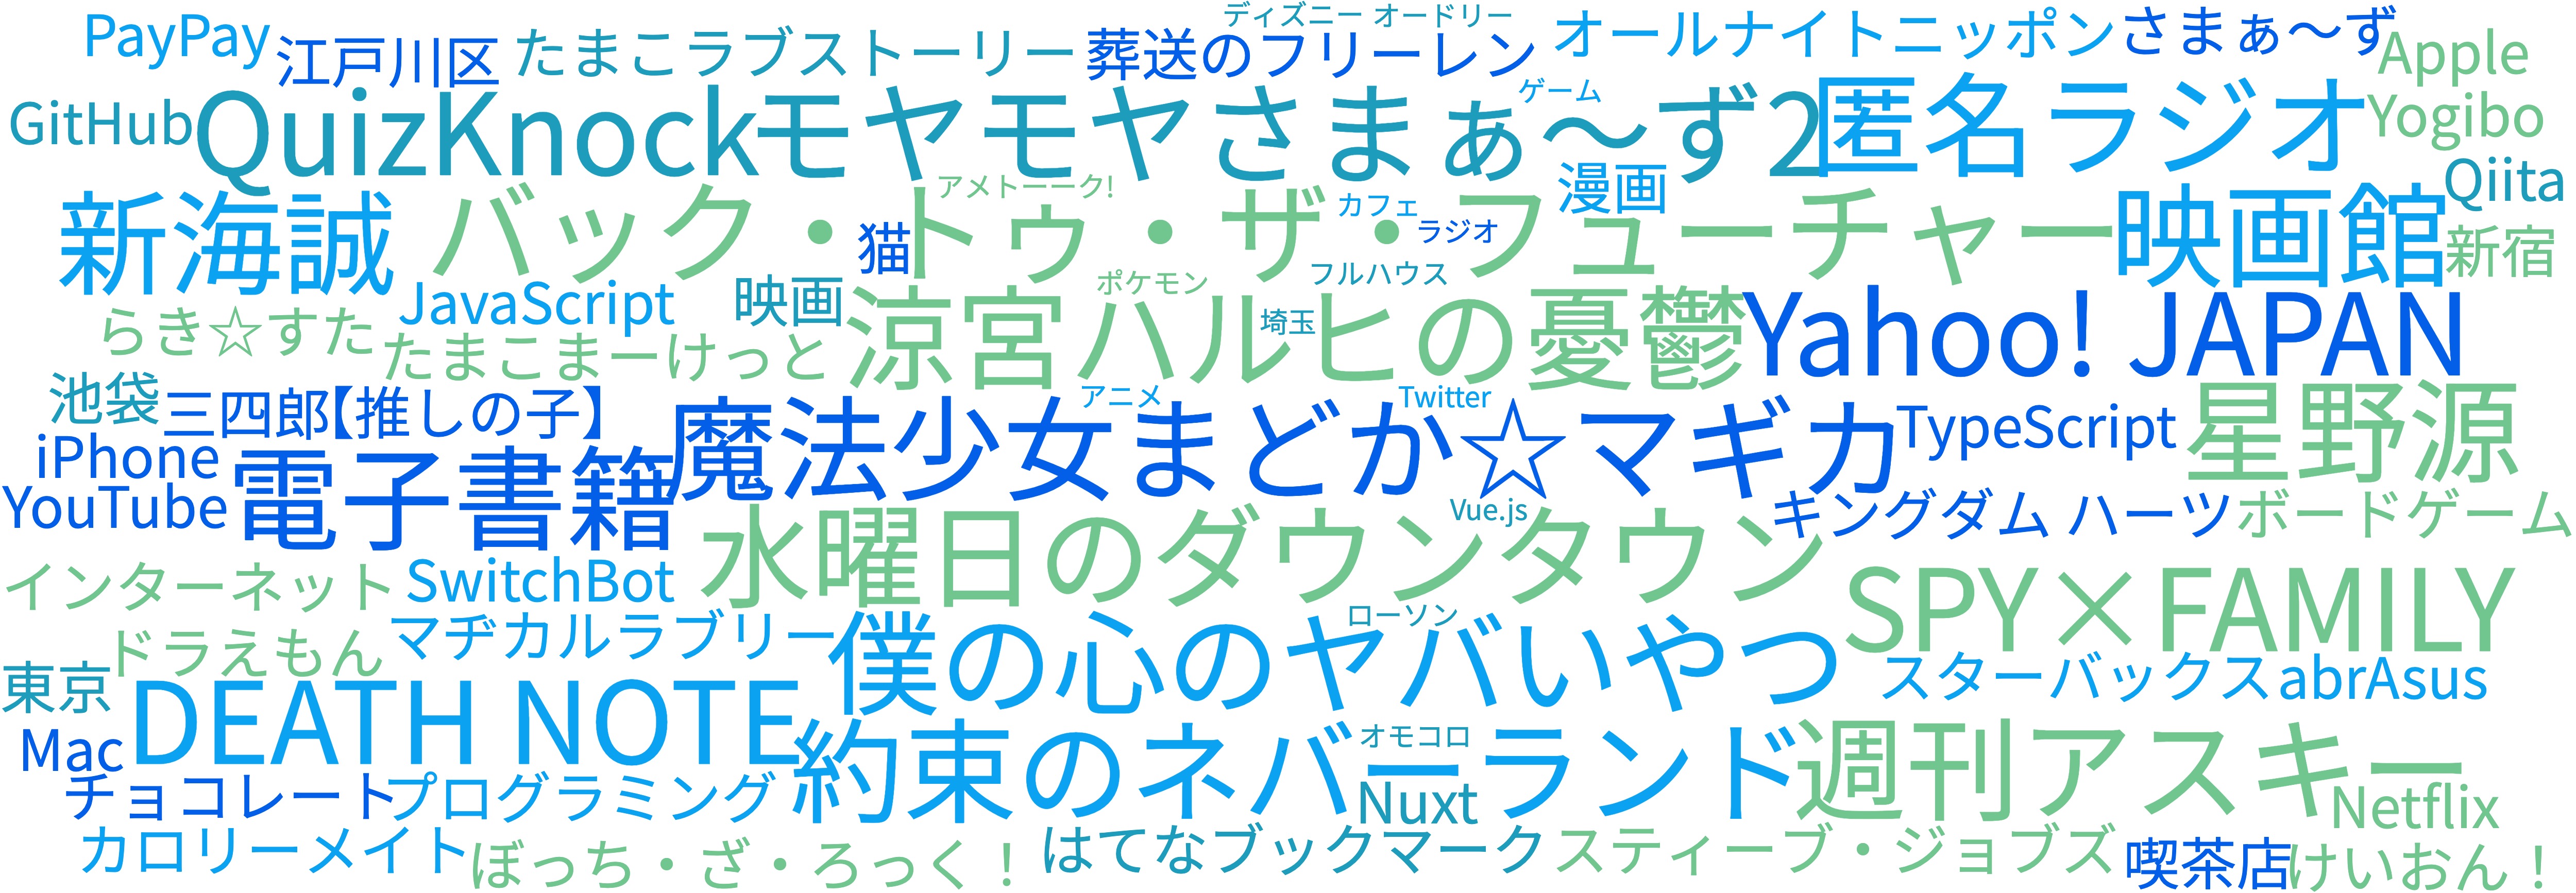 ディズニー オードリー
PayPay 江戸川区 たまこラブストーリー 葬送のフリーレン オールナイトニッポン さまぁ〜ず Apple
GitHub QuizKnock モヤモヤさまぁ〜ず2 ゲーム 匿名ラジオ Yogibo
新海誠 バック・トゥ・ザ・フューチャー アメトーーク! 漫画 映画館 Qiita
猫 カフェ ラジオ 新宿
らき☆すた JavaScript 映画 ポケモン フルハウス
たまこまーけっと 涼宮ハルヒの憂鬱 埼玉 Yahoo! JAPAN
池袋 三四郎 【推しの子】 アニメ Twitter
iPhone 魔法少女まどか☆マギカ TypeScript 星野源
YouTube 電子書籍 Vue.js キングダム ハーツ ボードゲーム
インターネット SwitchBot 水曜日のダウンタウン SPY×FAMILY
ドラえもん マヂカルラブリー 僕の心のヤバいやつ ローソン
東京 DEATH NOTE スターバックス abrAsus
Mac 約束のネバーランド オモコロ 週刊アスキー
チョコレート プログラミング Nuxt Netflix
カロリーメイト ぼっち・ざ・ろっく！ はてなブックマーク スティーブ・ジョブズ 喫茶店 けいおん！